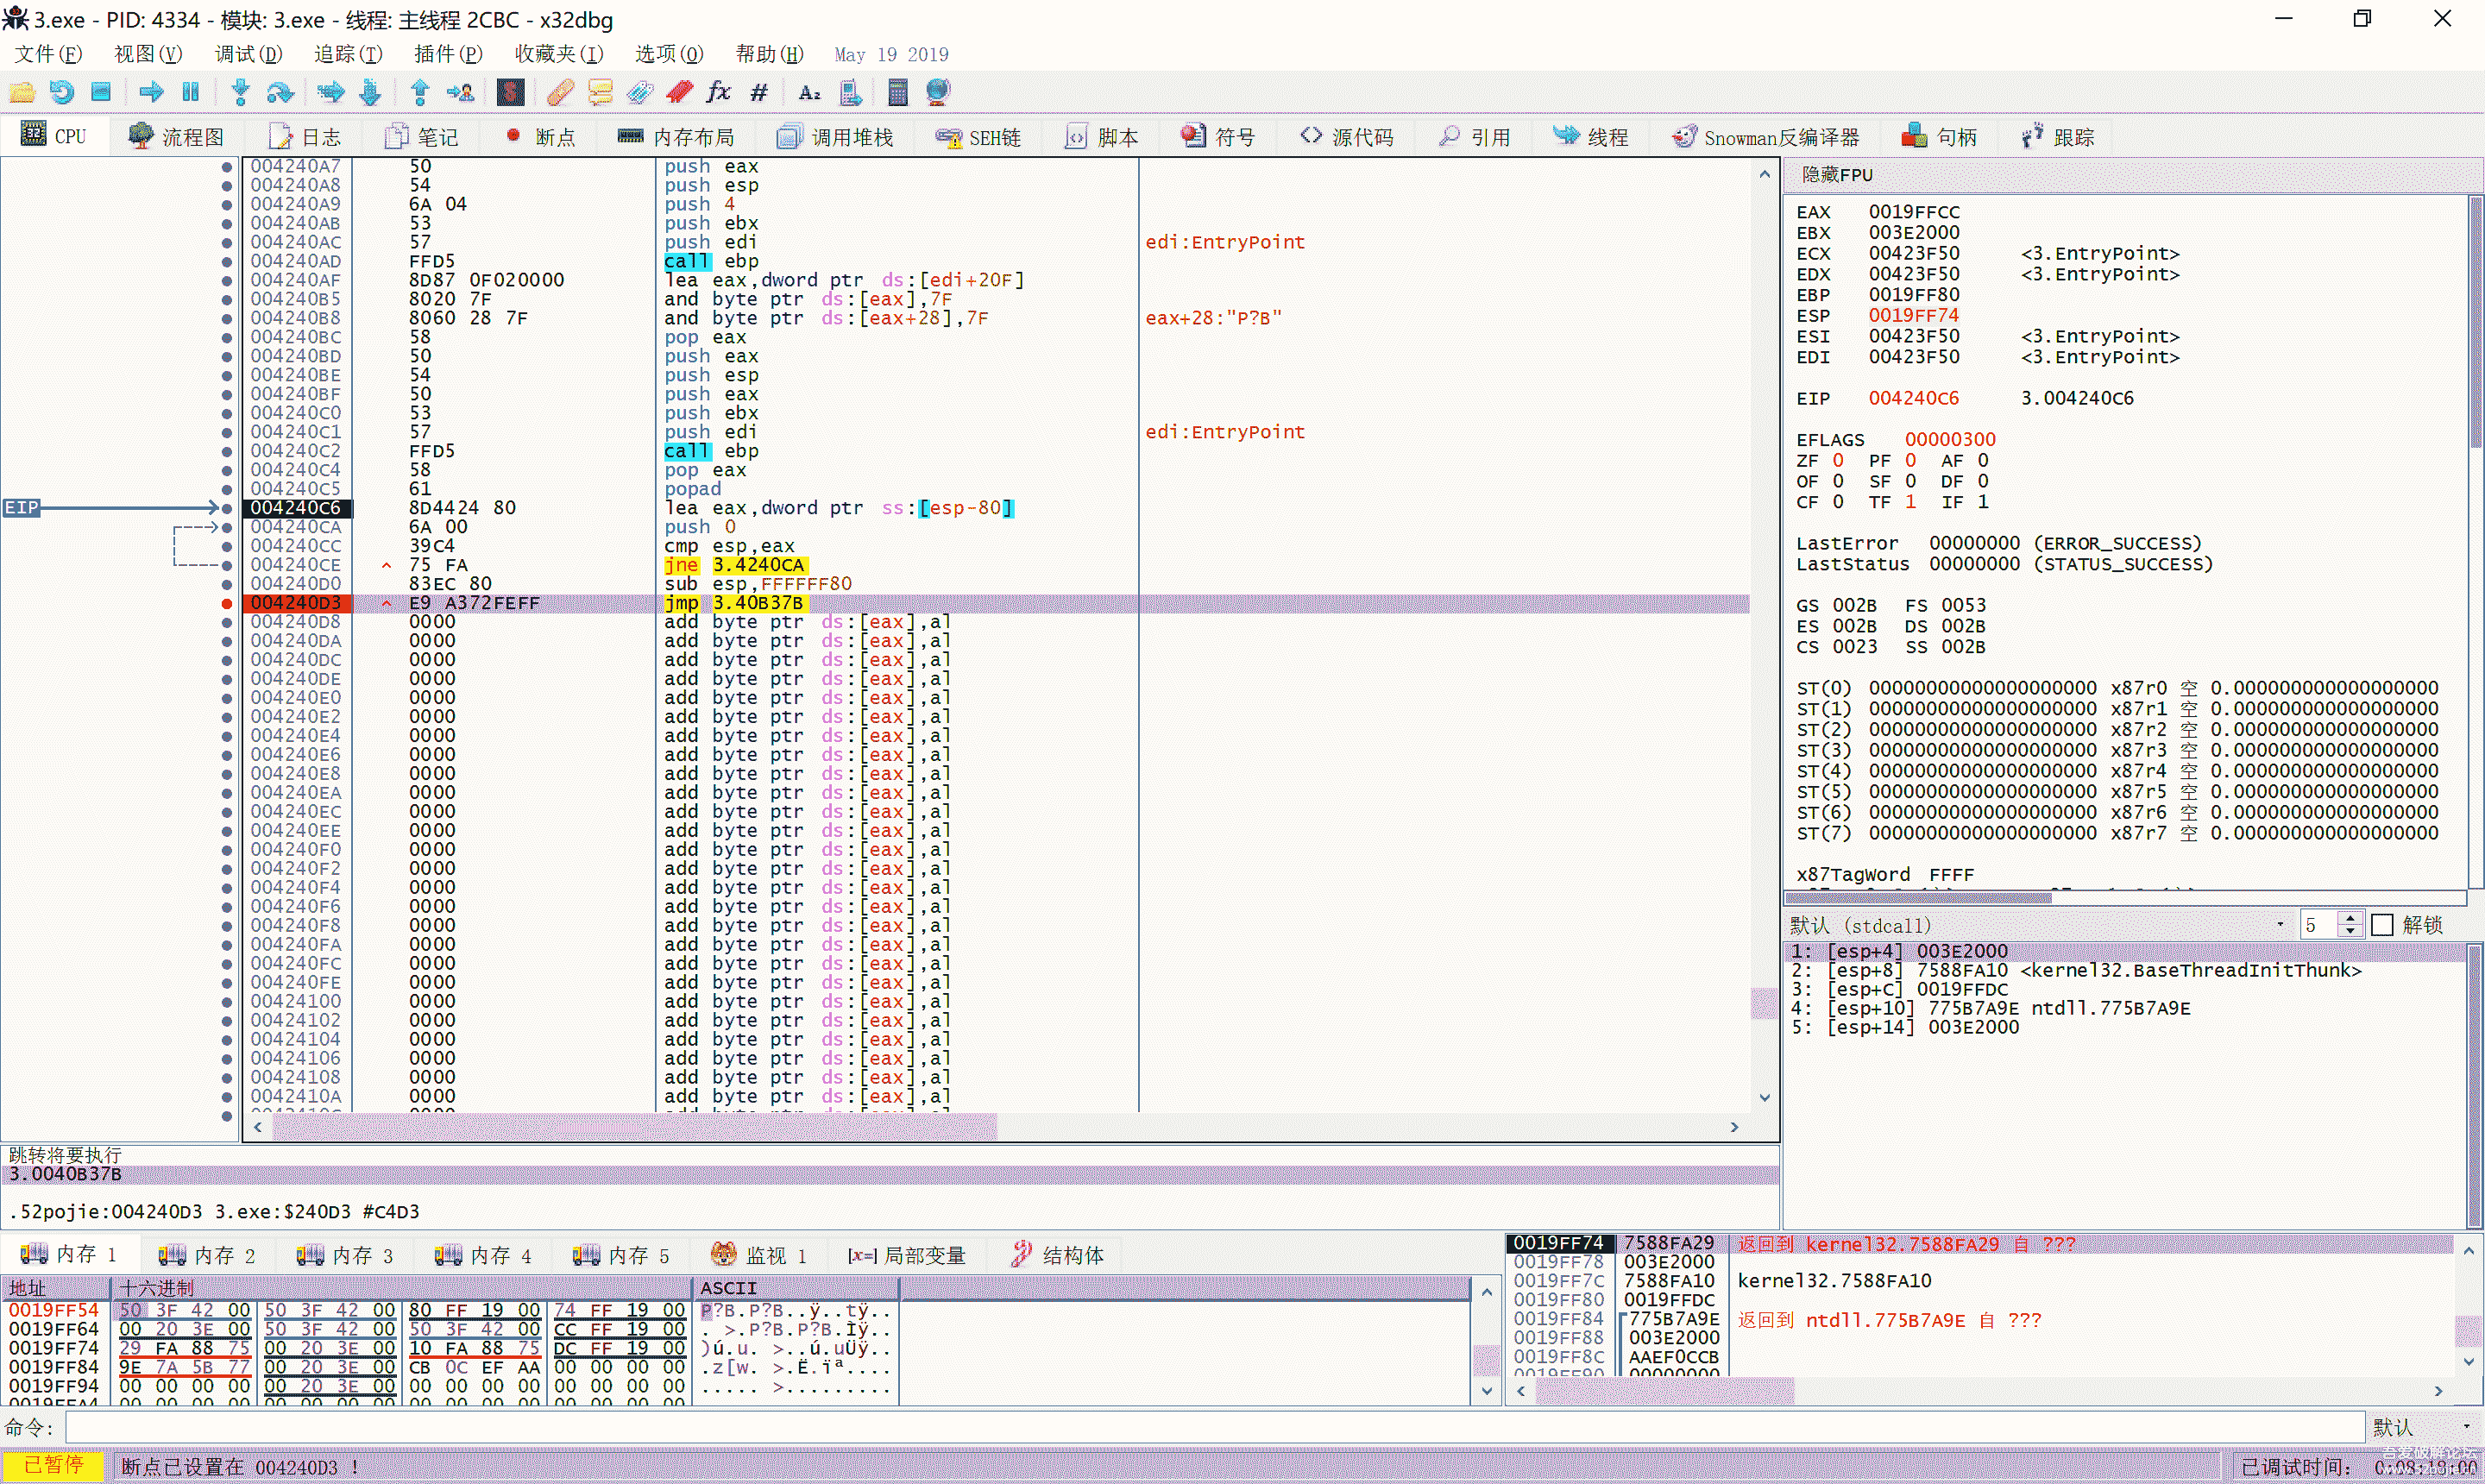 3.exe - PID: 4334 - 模块: 3.exe - 线程: 主线程 2CBC - x32dbg
文件(F) 视图(V) 调试(D) 追踪(T) 插件(P) 收藏夹(I) 选项(O) 帮助(H) May 19 2019
CPU 流程图 日志 笔记 断点 内存布局 调用堆栈 SEH链 脚本 符号 源代码 引用 线程 Snowman反编译器 句柄 跟踪
004240A7 50 push eax
004240A8 54 push esp
004240A9 6A 04 push 4
004240AB 53 push ebx
004240AC 57 push edi edi:EntryPoint
004240AD FFD5 call ebp
004240AF 8D87 0F020000 lea eax,dword ptr ds:[edi+20F]
004240B5 8020 7F and byte ptr ds:[eax],7F
004240B8 8060 28 7F and byte ptr ds:[eax+28],7F eax+28:"P?B"
004240BC 58 pop eax
004240BD 50 push eax
004240BE 54 push esp
004240BF 50 push eax
004240C0 53 push ebx
004240C1 57 push edi edi:EntryPoint
004240C2 FFD5 call ebp
004240C4 58 pop eax
004240C5 61 popad
EIP 004240C6 8D4424 80 lea eax,dword ptr ss:[esp-80]
004240CA 6A 00 push 0
004240CC 39C4 cmp esp,eax
004240CE 75 FA jne 3.4240CA
004240D0 83EC 80 sub esp,FFFFFF80
004240D3 E9 A372FEFF jmp 3.40B37B
004240D8 0000 add byte ptr ds:[eax],al
004240DA 0000 add byte ptr ds:[eax],al
004240DC 0000 add byte ptr ds:[eax],al
004240DE 0000 add byte ptr ds:[eax],al
004240E0 0000 add byte ptr ds:[eax],al
004240E2 0000 add byte ptr ds:[eax],al
004240E4 0000 add byte ptr ds:[eax],al
004240E6 0000 add byte ptr ds:[eax],al
004240E8 0000 add byte ptr ds:[eax],al
004240EA 0000 add byte ptr ds:[eax],al
004240EC 0000 add byte ptr ds:[eax],al
004240EE 0000 add byte ptr ds:[eax],al
004240F0 0000 add byte ptr ds:[eax],al
004240F2 0000 add byte ptr ds:[eax],al
004240F4 0000 add byte ptr ds:[eax],al
004240F6 0000 add byte ptr ds:[eax],al
004240F8 0000 add byte ptr ds:[eax],al
004240FA 0000 add byte ptr ds:[eax],al
004240FC 0000 add byte ptr ds:[eax],al
004240FE 0000 add byte ptr ds:[eax],al
00424100 0000 add byte ptr ds:[eax],al
00424102 0000 add byte ptr ds:[eax],al
00424104 0000 add byte ptr ds:[eax],al
00424106 0000 add byte ptr ds:[eax],al
00424108 0000 add byte ptr ds:[eax],al
0042410A 0000 add byte ptr ds:[eax],al
跳转将要执行
3.0040B37B
.52pojie:004240D3 3.exe:$240D3 #C4D3
隐藏FPU
EAX 0019FFCC
EBX 003E2000
ECX 00423F50 <3.EntryPoint>
EDX 00423F50 <3.EntryPoint>
EBP 0019FF80
ESP 0019FF74
ESI 00423F50 <3.EntryPoint>
EDI 00423F50 <3.EntryPoint>
EIP 004240C6 3.004240C6
EFLAGS 00000300
ZF 0 PF 0 AF 0
OF 0 SF 0 DF 0
CF 0 TF 1 IF 1
LastError 00000000 (ERROR_SUCCESS)
LastStatus 00000000 (STATUS_SUCCESS)
GS 002B FS 0053
ES 002B DS 002B
CS 0023 SS 002B
ST(0) 00000000000000000000 x87r0 空 0.000000000000000000
ST(1) 00000000000000000000 x87r1 空 0.000000000000000000
ST(2) 00000000000000000000 x87r2 空 0.000000000000000000
ST(3) 00000000000000000000 x87r3 空 0.000000000000000000
ST(4) 00000000000000000000 x87r4 空 0.000000000000000000
ST(5) 00000000000000000000 x87r5 空 0.000000000000000000
ST(6) 00000000000000000000 x87r6 空 0.000000000000000000
ST(7) 00000000000000000000 x87r7 空 0.000000000000000000
x87TagWord FFFF
默认 (stdcall) 5 解锁
1: [esp+4] 003E2000
2: [esp+8] 7588FA10 <kernel32.BaseThreadInitThunk>
3: [esp+C] 0019FFDC
4: [esp+10] 775B7A9E ntdll.775B7A9E
5: [esp+14] 003E2000
内存 1 内存 2 内存 3 内存 4 内存 5 监视 1 [x=] 局部变量 结构体
地址 十六进制 ASCII
0019FF54 50 3F 42 00 50 3F 42 00 80 FF 19 00 74 FF 19 00 P?B.P?B..ÿ..tÿ..
0019FF64 00 20 3E 00 50 3F 42 00 50 3F 42 00 CC FF 19 00 . >.P?B.P?B.Ìÿ..
0019FF74 29 FA 88 75 00 20 3E 00 10 FA 88 75 DC FF 19 00 )ú.u. >..ú.uÜÿ..
0019FF84 9E 7A 5B 77 00 20 3E 00 CB 0C EF AA 00 00 00 00 .z[w. >.Ë.ïª....
0019FF94 00 00 00 00 00 20 3E 00 00 00 00 00 00 00 00 00 ..... >.........
0019FF74 7588FA29 返回到 kernel32.7588FA29 自 ???
0019FF78 003E2000
0019FF7C 7588FA10 kernel32.7588FA10
0019FF80 0019FFDC
0019FF84 775B7A9E 返回到 ntdll.775B7A9E 自 ???
0019FF88 003E2000
0019FF8C AAEF0CCB
0019FF90 00000000
命令: 默认
已暂停 断点已设置在 004240D3 ! 已调试时间: 0:08:18:00
吾爱破解论坛